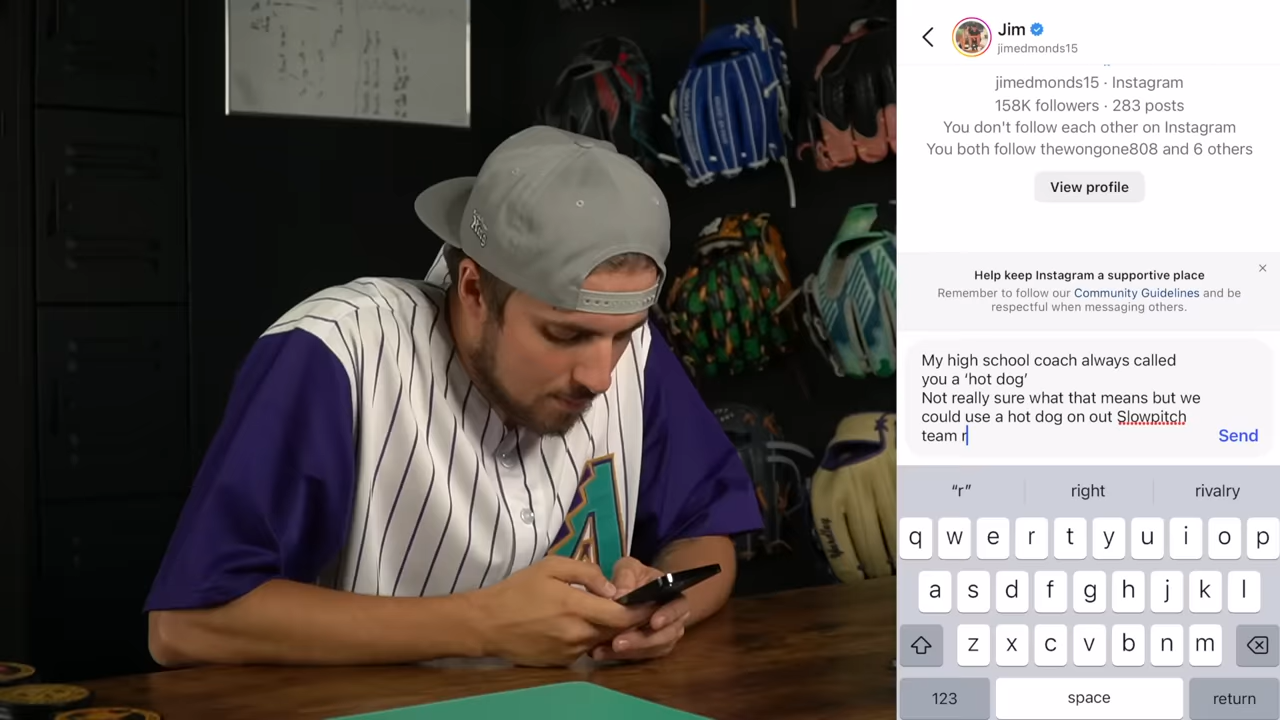 Jim
jimedmonds15
jimedmonds15 · Instagram
158K followers · 283 posts
You don't follow each other on Instagram
You both follow thewongone808 and 6 others
View profile
Help keep Instagram a supportive place
Remember to follow our Community Guidelines and be
respectful when messaging others.
My high school coach always called
you a ‘hot dog’
Not really sure what that means but we
could use a hot dog on out Slowpitch
team r
Send
“r”
right
rivalry
q w e r t y u i o p
a s d f g h j k l
z x c v b n m
123
space
return
A